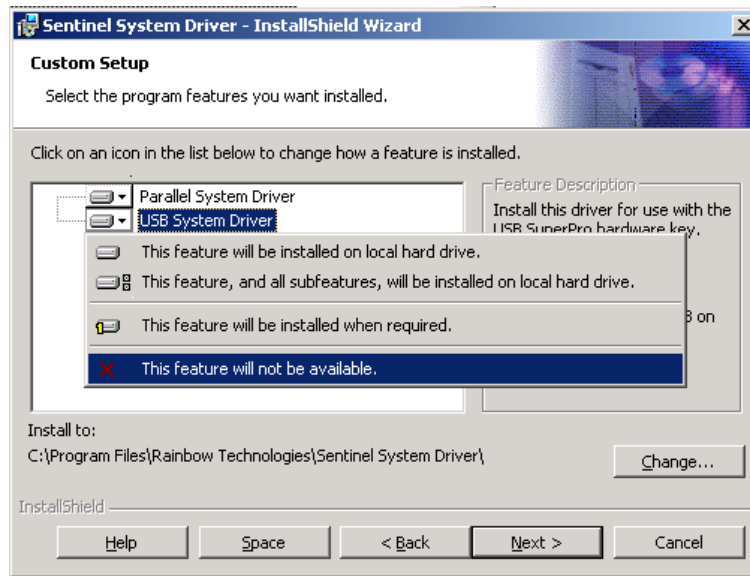 Sentinel System Driver - InstallShield Wizard
Custom Setup
Select the program features you want installed.
Click on an icon in the list below to change how a feature is installed.
Parallel System Driver
USB System Driver
Feature Description
Install this driver for use with the
USB SuperPro hardware key.
This feature will be installed on local hard drive.
This feature, and all subfeatures, will be installed on local hard drive.
This feature will be installed when required.
on
This feature will not be available.
Install to:
C:\Program Files\Rainbow Technologies\Sentinel System Driver\
Change...
InstallShield
Help
Space
< Back
Next >
Cancel